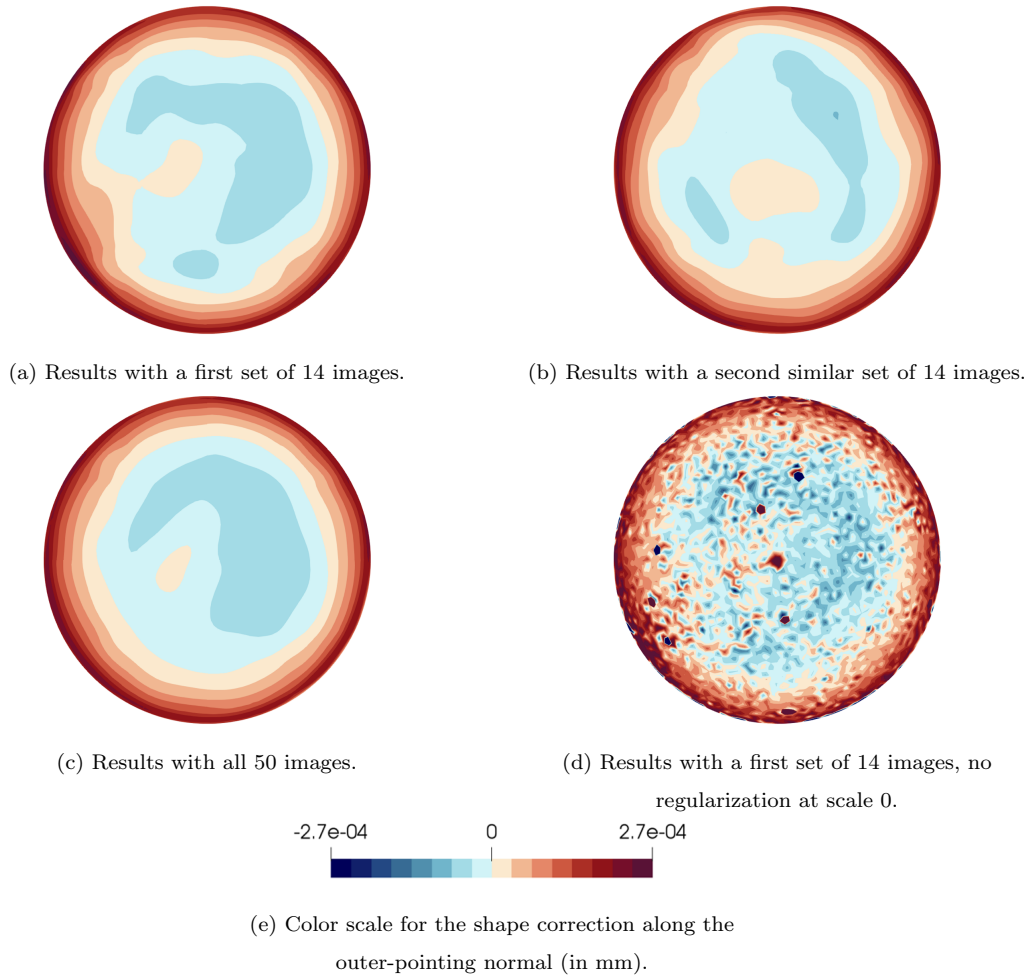 (a) Results with a first set of 14 images.
(b) Results with a second similar set of 14 images.
(c) Results with all 50 images.
(d) Results with a first set of 14 images, no
regularization at scale 0.
-2.7e-04 0 2.7e-04
(e) Color scale for the shape correction along the
outer-pointing normal (in mm).